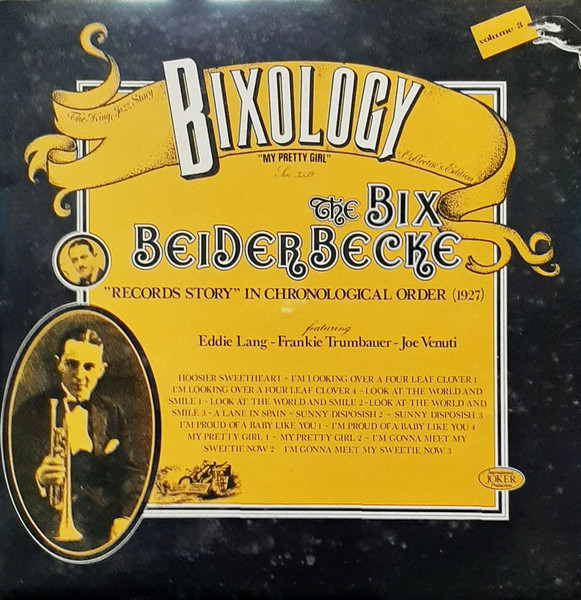 volume 3
The King Jazz Story
BIXOLOGY
"MY PRETTY GIRL"
Collector's Edition
Sm 3559
the BIX
BEIDERBECKE
"RECORDS STORY" IN CHRONOLOGICAL ORDER (1927)
featuring
Eddie Lang - Frankie Trumbauer - Joe Venuti
HOOSIER SWEETHEART - I'M LOOKING OVER A FOUR LEAF CLOVER 1
I'M LOOKING OVER A FOUR LEAF CLOVER 4 - LOOK AT THE WORLD AND
SMILE 1 - LOOK AT THE WORLD AND SMILE 2 - LOOK AT THE WORLD AND
SMILE 3 - A LANE IN SPAIN - SUNNY DISPOSISH 2 - SUNNY DISPOSISH 3
I'M PROUD OF A BABY LIKE YOU 1 - I'M PROUD OF A BABY LIKE YOU 4
MY PRETTY GIRL 1 - MY PRETTY GIRL 2 - I'M GONNA MEET MY
SWEETIE NOW 2 I'M GONNA MEET MY SWEETIE NOW 3
International
JOKER
Production